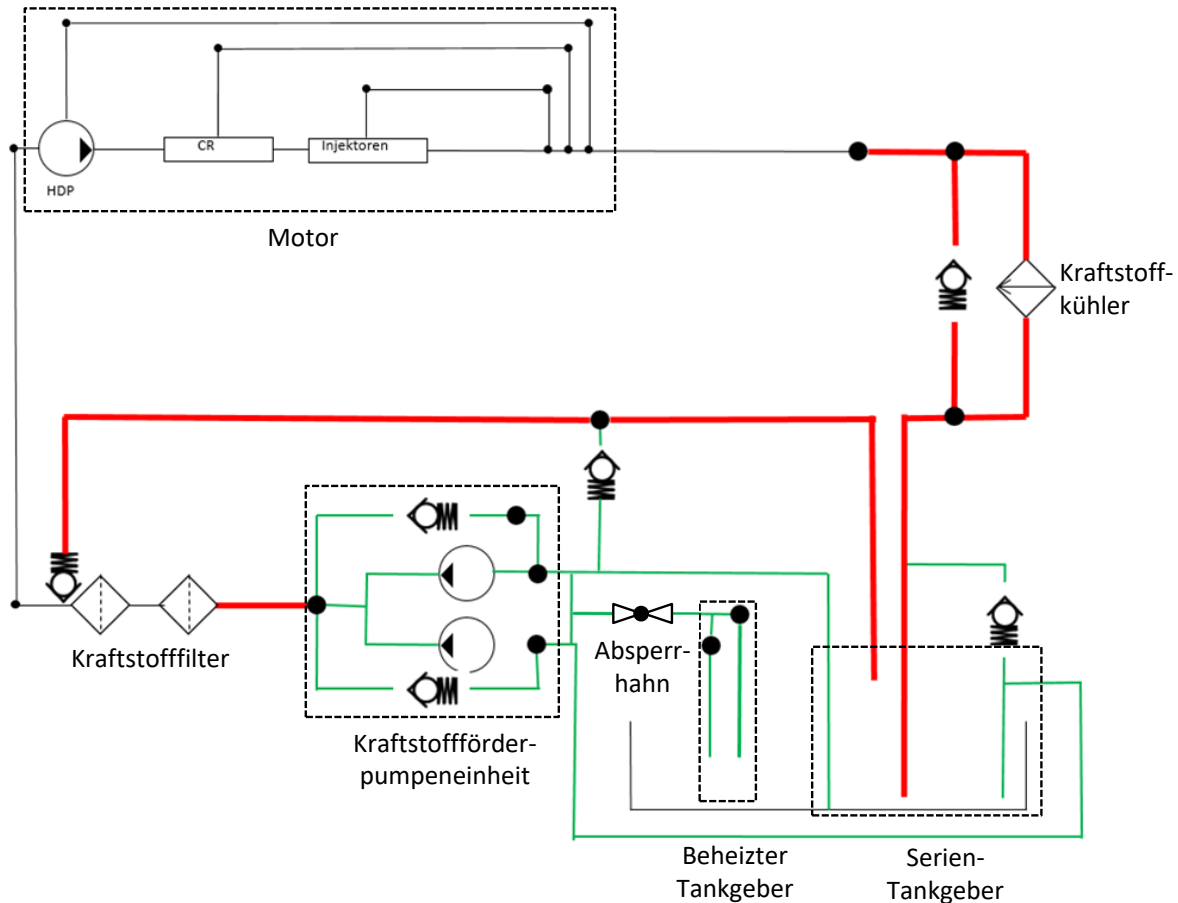 CR
Injektoren
HDP
Motor
Kraftstoff-
kühler
Kraftstofffilter
Absperr-
hahn
Kraftstoffförder-
pumpeneinheit
Beheizter
Tankgeber
Serien-
Tankgeber